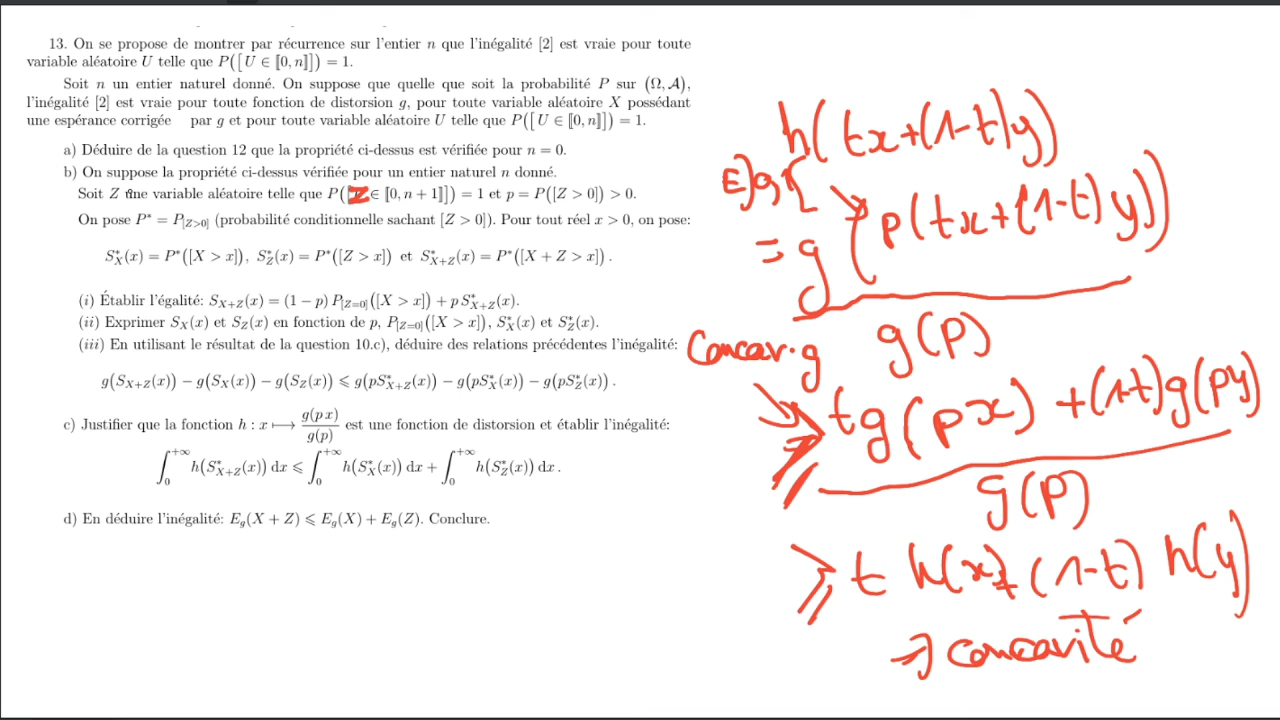 13. On se propose de montrer par récurrence sur l'entier n que l'inégalité [2] est vraie pour toute
variable aléatoire U telle que P([U ∈ ⟦0, n⟧]) = 1.
Soit n un entier naturel donné. On suppose que quelle que soit la probabilité P sur (Ω, 𝒜),
l'inégalité [2] est vraie pour toute fonction de distorsion g, pour toute variable aléatoire X possédant
une espérance corrigée par g et pour toute variable aléatoire U telle que P([U ∈ ⟦0, n⟧]) = 1.
a) Déduire de la question 12 que la propriété ci-dessus est vérifiée pour n = 0.
b) On suppose la propriété ci-dessus vérifiée pour un entier naturel n donné.
Soit Z une variable aléatoire telle que P([Z ∈ ⟦0, n + 1⟧]) = 1 et p = P([Z > 0]) > 0.
On pose P* = P_[Z>0] (probabilité conditionnelle sachant [Z > 0]). Pour tout réel x > 0, on pose:
S*_X(x) = P*([X > x]), S*_Z(x) = P*([Z > x]) et S*_{X+Z}(x) = P*([X + Z > x]).
(i) Établir l'égalité: S_{X+Z}(x) = (1 − p) P_[Z=0]([X > x]) + p S*_{X+Z}(x).
(ii) Exprimer S_X(x) et S_Z(x) en fonction de p, P_[Z=0]([X > x]), S*_X(x) et S*_Z(x).
(iii) En utilisant le résultat de la question 10.c), déduire des relations précédentes l'inégalité:
g(S_{X+Z}(x)) − g(S_X(x)) − g(S_Z(x)) ⩽ g(pS*_{X+Z}(x)) − g(pS*_X(x)) − g(pS*_Z(x)).
c) Justifier que la fonction h : x ⟼ g(p x)/g(p) est une fonction de distorsion et établir l'inégalité:
∫_0^{+∞} h(S*_{X+Z}(x)) dx ⩽ ∫_0^{+∞} h(S*_X(x)) dx + ∫_0^{+∞} h(S*_Z(x)) dx.
d) En déduire l'inégalité: E_g(X + Z) ⩽ E_g(X) + E_g(Z). Conclure.
h(tx+(1-t)y)
= g(p(tx+(1-t)y))
g(p)
Concav. g
⩾ tg(px) +(1-t)g(py)
g(p)
⩾ t h(x)+(1-t) h(y)
→ concavité